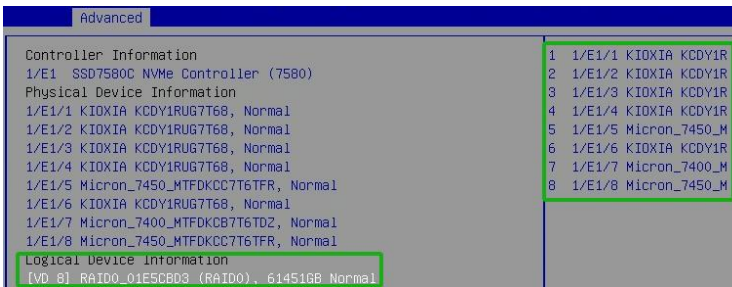 Advanced
Controller Information
1/E1 SSD7580C NVMe Controller (7580)
Physical Device Information
1/E1/1 KIOXIA KCDY1RUG7T68, Normal
1/E1/2 KIOXIA KCDY1RUG7T68, Normal
1/E1/3 KIOXIA KCDY1RUG7T68, Normal
1/E1/4 KIOXIA KCDY1RUG7T68, Normal
1/E1/5 Micron_7450_MTFDKCC7T6TFR, Normal
1/E1/6 KIOXIA KCDY1RUG7T68, Normal
1/E1/7 Micron_7400_MTFDKCB7T6TDZ, Normal
1/E1/8 Micron_7450_MTFDKCC7T6TFR, Normal
Logical Device Information
[VD 8] RAID0_01E5CBD3 (RAID0), 61451GB Normal
1 1/E1/1 KIOXIA KCDY1R
2 1/E1/2 KIOXIA KCDY1R
3 1/E1/3 KIOXIA KCDY1R
4 1/E1/4 KIOXIA KCDY1R
5 1/E1/5 Micron_7450_M
6 1/E1/6 KIOXIA KCDY1R
7 1/E1/7 Micron_7400_M
8 1/E1/8 Micron_7450_M